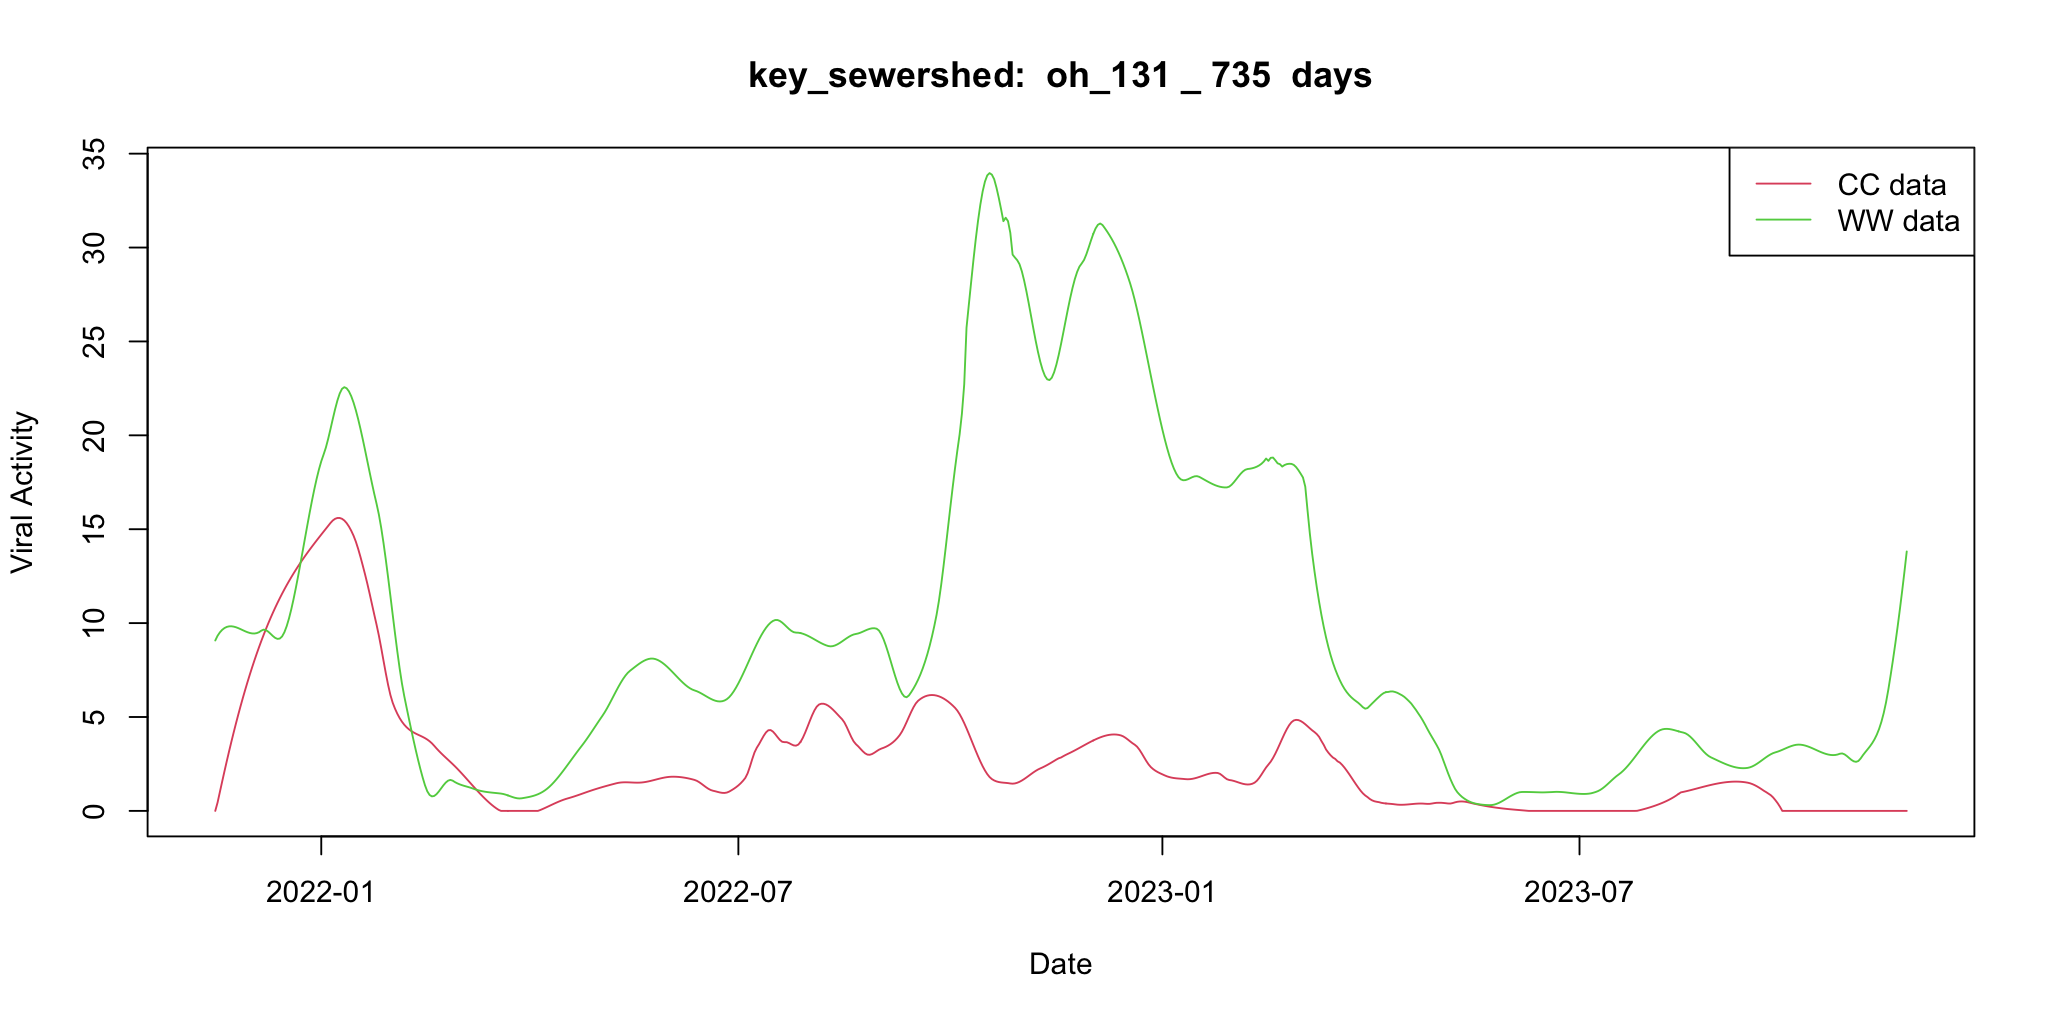 key_sewershed: oh_131 _ 735 days
CC data
WW data
Viral Activity
35
30
25
20
15
10
5
0
2022-01 2022-07 2023-01 2023-07
Date